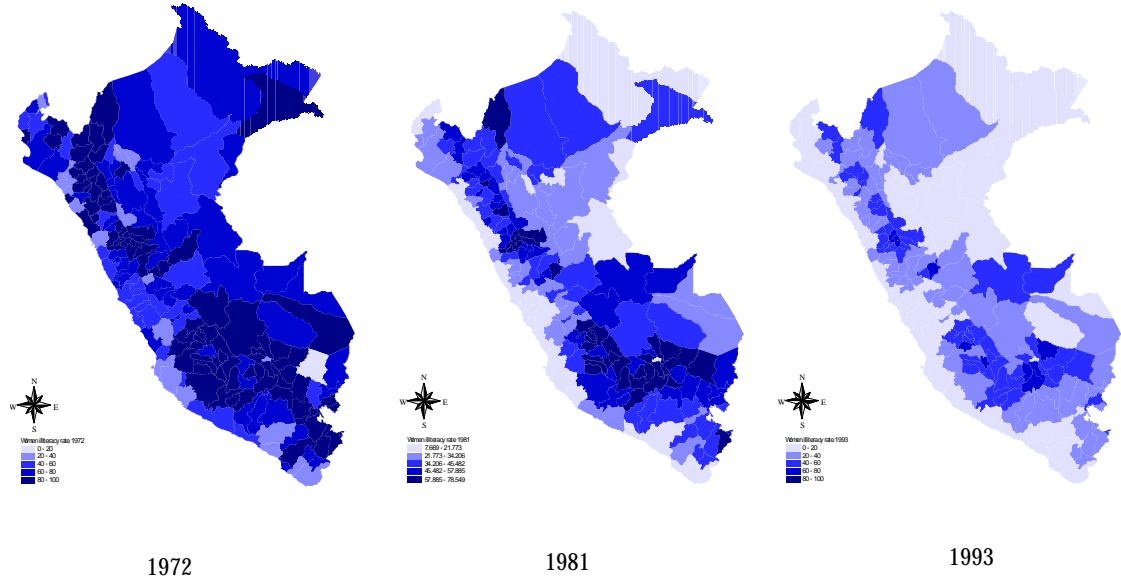 N
W E
S
Women illiteracy rate 1972
0 - 20
20 - 40
40 - 60
60 - 80
80 - 100
N
W E
S
Women illiteracy rate 1981
7.669 - 21.773
21.773 - 34.206
34.206 - 45.482
45.482 - 57.885
57.885 - 78.549
N
W E
S
Women illiteracy rate 1993
0 - 20
20 - 40
40 - 60
60 - 80
80 - 100
1972
1981
1993